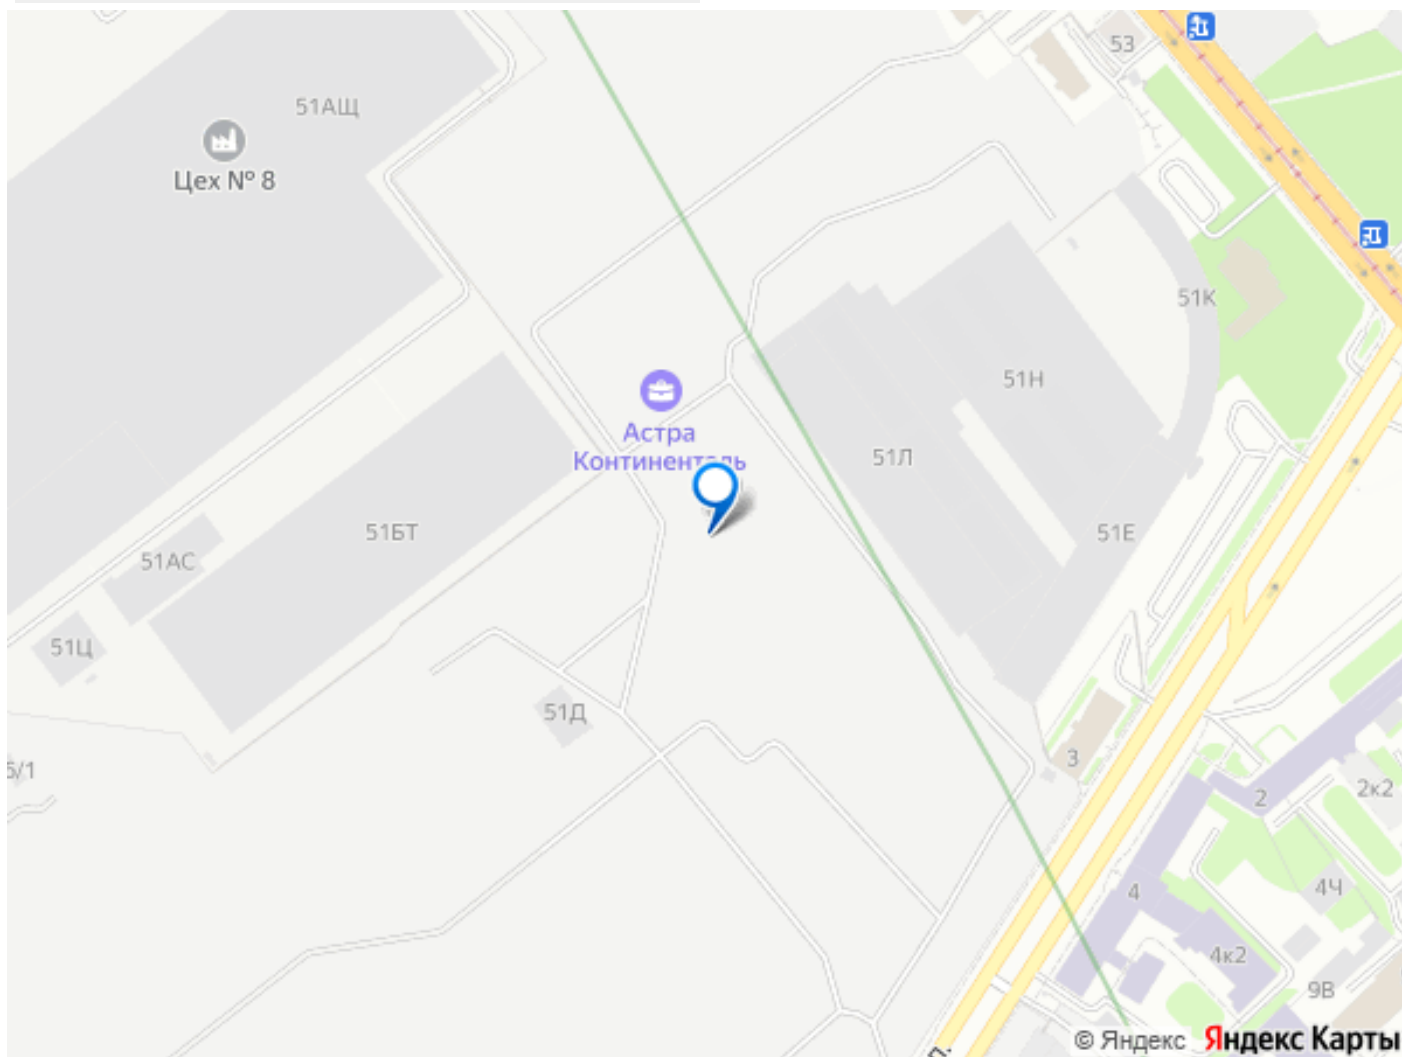 53
51АЩ
Цех № 8
51К
51Н
Астра
Континенталь
51Л
51БТ
51Е
51АС
51Ц
51Д
3
2
2к2
4Ч
4
4к2
9В
© Яндекс
Яндекс Карты